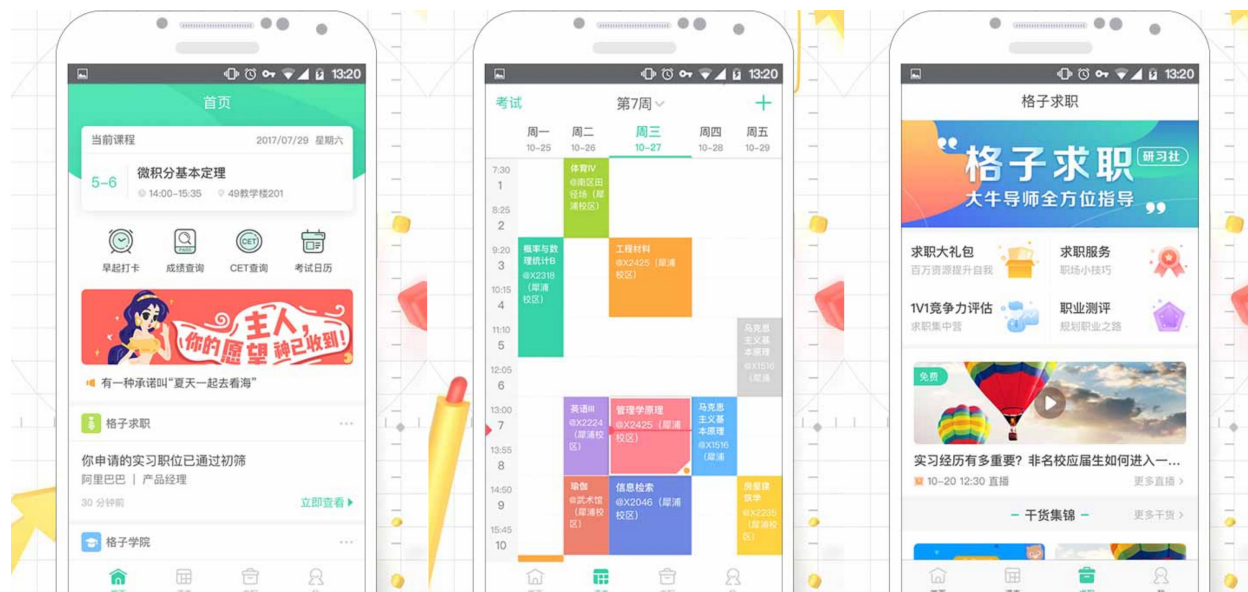 13:20
首页
当前课程
2017/07/29 星期六
5-6
微积分基本定理
14:00-15:35
49教学楼201
早起打卡
成绩查询
CET
CET查询
考试日历
主人，
你的愿望神已收到!
有一种承诺叫“夏天一起去看海”
格子求职
你申请的实习职位已通过初筛
阿里巴巴 | 产品经理
30 分钟前
立即查看
格子学院
13:20
考试
第7周
周一
周二
周三
周四
周五
10-25
10-26
10-27
10-28
10-29
7:30
1
8:25
2
9:20
3
10:15
4
11:10
5
12:05
6
13:00
7
13:55
8
14:50
9
15:45
10
概率与数
理统计B
@X2318
（犀浦
校区）
体育IV
@南区田
径场（犀
浦校区）
英语III
@X2224
（犀浦校
区）
瑜伽
@武术馆
（犀浦校
区）
工程材料
@X2425（犀浦
校区）
管理学原理
@X2425（犀浦
校区）
信息检索
@X2046（犀浦
校区）
马克思
主义基
本原理
@X1516
（犀浦
马克思
主义基
本原理
@X1516
（犀浦
房屋建
筑学
@X2235
（犀浦校
区）
13:20
格子求职
格子求职
研习社
大牛导师全方位指导
求职大礼包
百万资源提升自我
求职服务
职场小技巧
1V1竞争力评估
求职集中营
职业测评
规划职业之路
免费
实习经历有多重要？非名校应届生如何进入一...
10-20 12:30 直播
更多直播
干货集锦
更多干货